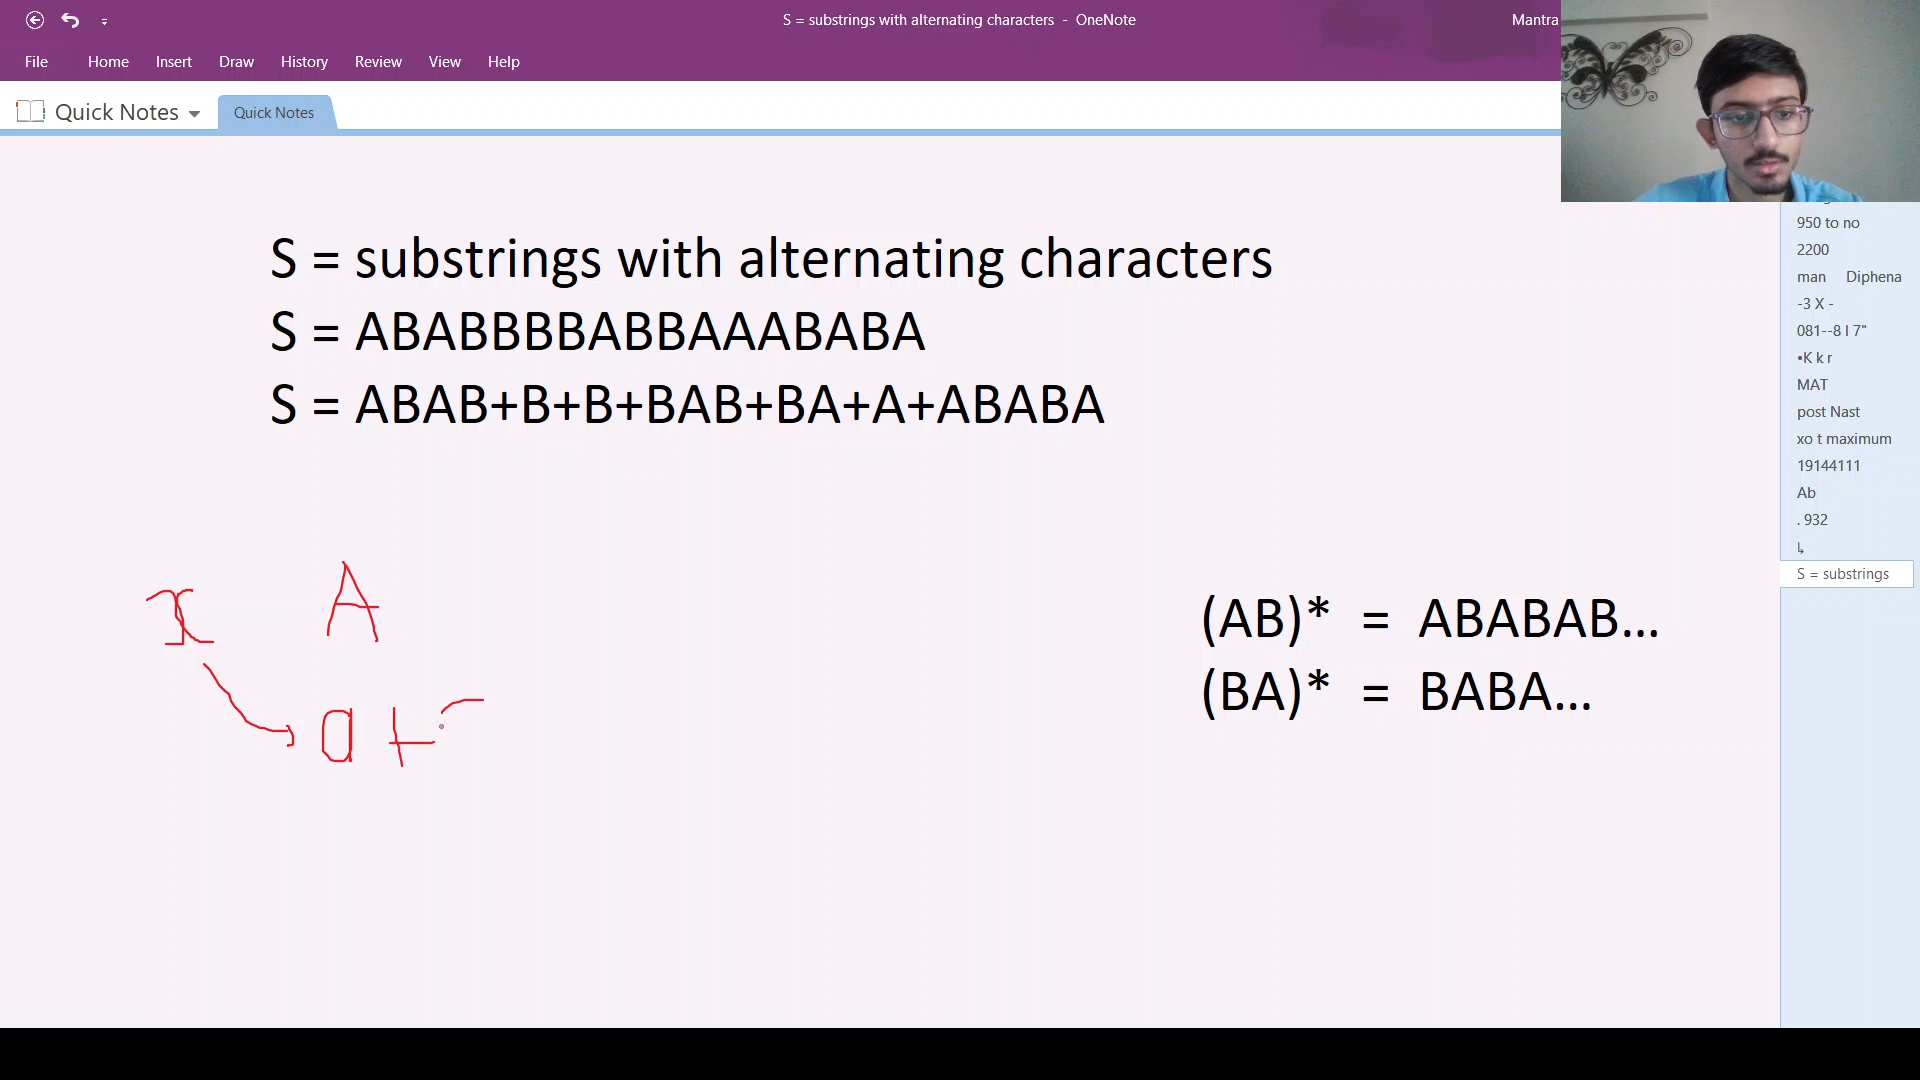 S = substrings with alternating characters - OneNote
Mantra
File Home Insert Draw History Review View Help
Quick Notes
Quick Notes
S = substrings with alternating characters
S = ABABBBBABBAAABABA
S = ABAB+B+B+BAB+BA+A+ABABA
x A
a +
(AB)* = ABABAB...
(BA)* = BABA...
950 to no
2200
man Diphena
-3 X -
081--8 I 7"
•K k r
MAT
post Nast
xo t maximum
19144111
Ab
. 932
↳
S = substrings